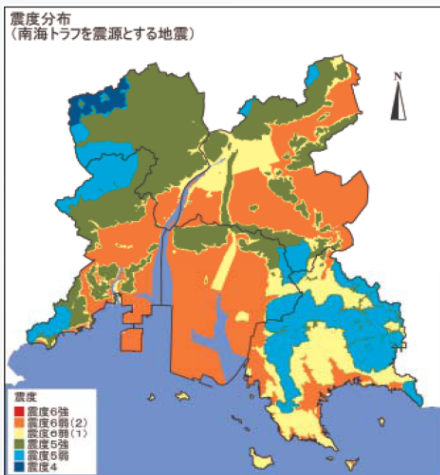 震度分布
(南海トラフを震源とする地震)
N
震度
震度6強
震度6弱(2)
震度6弱(1)
震度5強
震度5弱
震度4